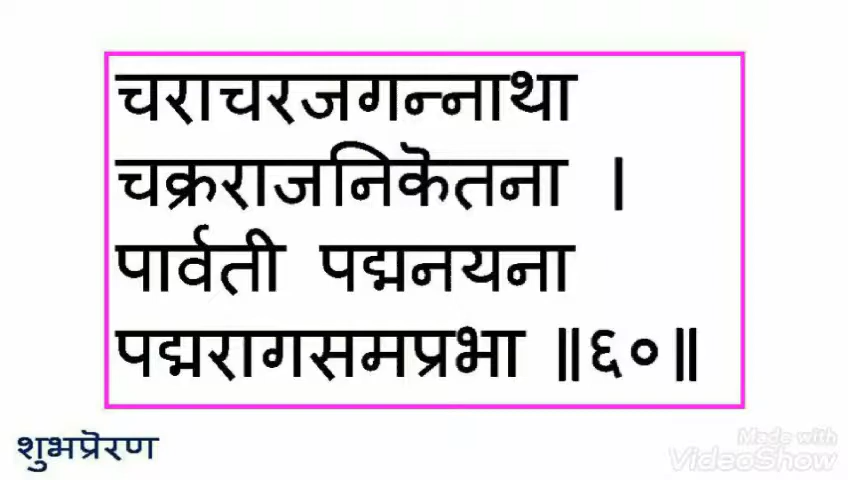 चराचरजगन्नाथा
चक्रराजनिकॆतना ।
पार्वती पद्मनयना
पद्मरागसमप्रभा ॥६०॥
शुभप्रॆरण
Made with
VideoShow